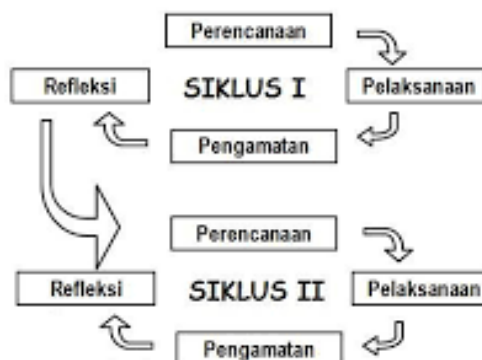 Perencanaan
Refleksi SIKLUS I Pelaksanaan
Pengamatan
Perencanaan
Refleksi SIKLUS II Pelaksanaan
Pengamatan